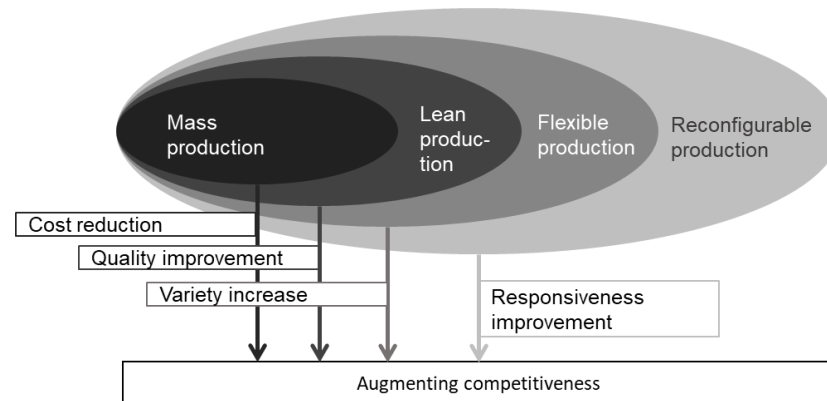 Mass
production
Lean
produc-
tion
Flexible
production
Reconfigurable
production
Cost reduction
Quality improvement
Variety increase
Responsiveness
improvement
Augmenting competitiveness